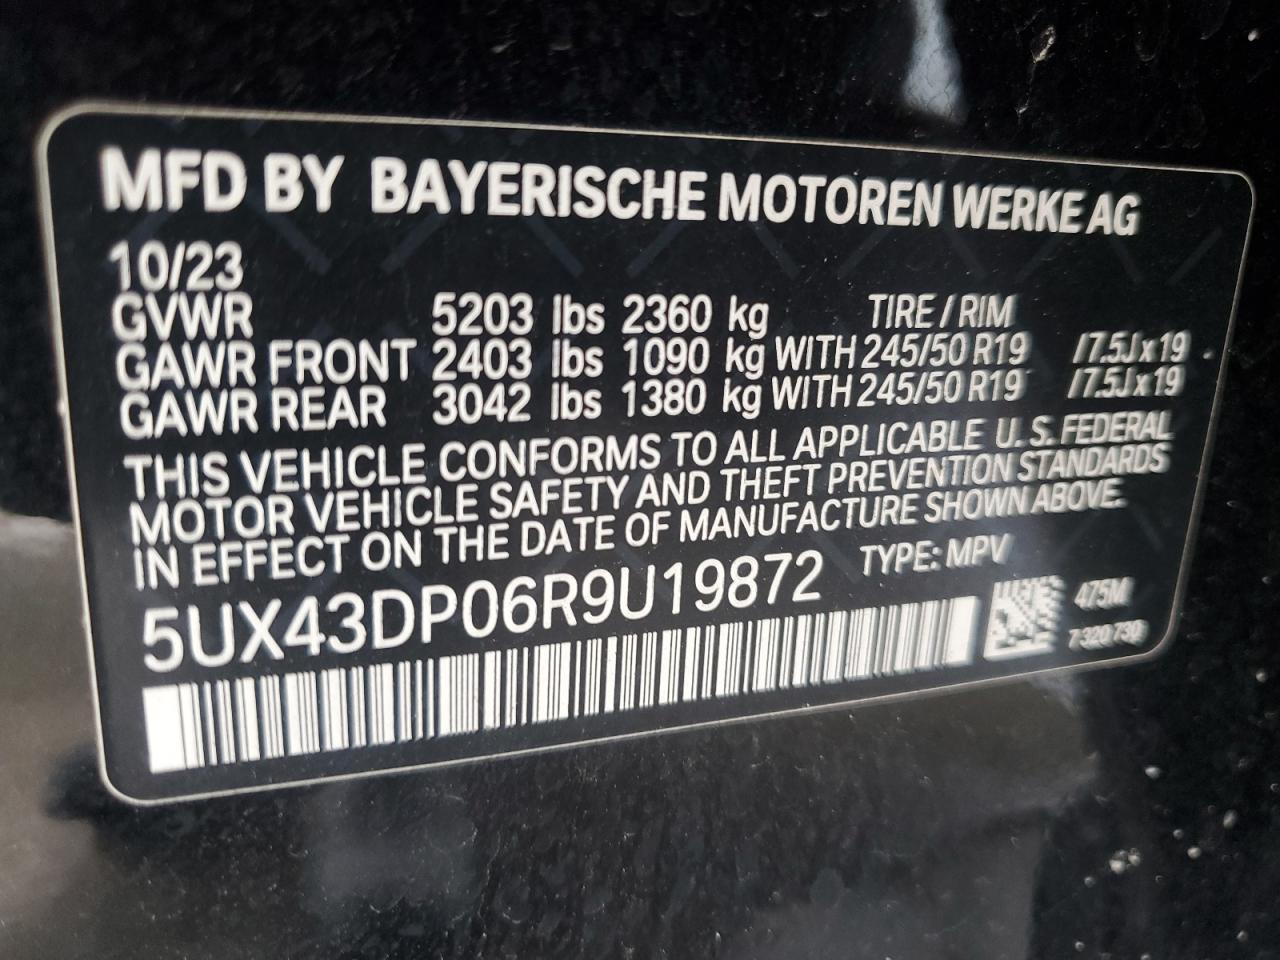 MFD BY BAYERISCHE MOTOREN WERKE AG
10/23
GVWR 5203 lbs 2360 kg TIRE / RIM
GAWR FRONT 2403 lbs 1090 kg WITH 245/50 R19 /7.5Jx19
GAWR REAR 3042 lbs 1380 kg WITH 245/50 R19 /7.5Jx19
THIS VEHICLE CONFORMS TO ALL APPLICABLE U.S. FEDERAL
MOTOR VEHICLE SAFETY AND THEFT PREVENTION STANDARDS
IN EFFECT ON THE DATE OF MANUFACTURE SHOWN ABOVE.
5UX43DP06R9U19872 TYPE: MPV
475M
7 320 730